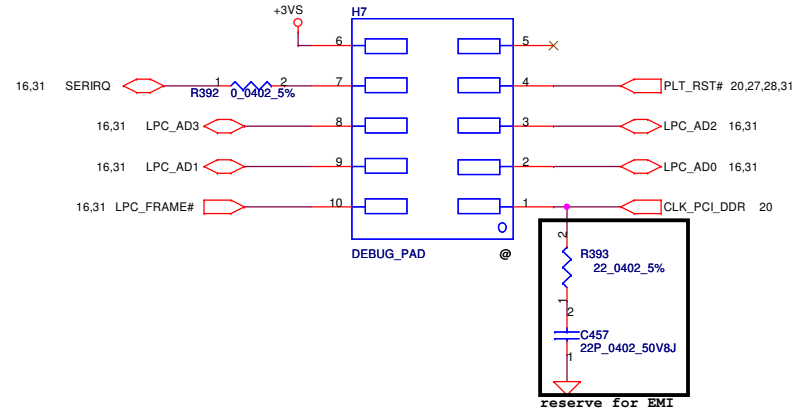 +3VS
H7
6
5
16,31 SERIRQ 1 2 7
4 PLT_RST# 20,27,28,31
R392 0_0402_5%
16,31 LPC_AD3 8
3 LPC_AD2 16,31
16,31 LPC_AD1 9
2 LPC_AD0 16,31
16,31 LPC_FRAME# 10
1 CLK_PCI_DDR 20
O
DEBUG_PAD @
2
R393
22_0402_5%
1
2
C457
22P_0402_50V8J
1
reserve for EMI